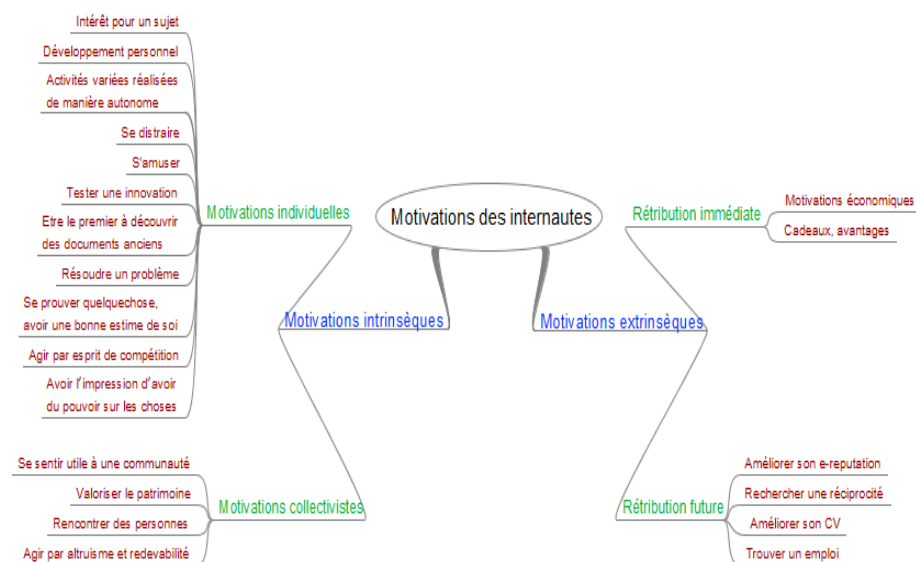 Motivations des internautes
Motivations intrinsèques
Motivations individuelles
Intérêt pour un sujet
Développement personnel
Activités variées réalisées
de manière autonome
Se distraire
S'amuser
Tester une innovation
Etre le premier à découvrir
des documents anciens
Résoudre un problème
Se prouver quelquechose,
avoir une bonne estime de soi
Agir par esprit de compétition
Avoir l'impression d'avoir
du pouvoir sur les choses
Motivations collectivistes
Se sentir utile à une communauté
Valoriser le patrimoine
Rencontrer des personnes
Agir par altruisme et redevabilité
Motivations extrinsèques
Rétribution immédiate
Motivations économiques
Cadeaux, avantages
Rétribution future
Améliorer son e-reputation
Rechercher une réciprocité
Améliorer son CV
Trouver un emploi